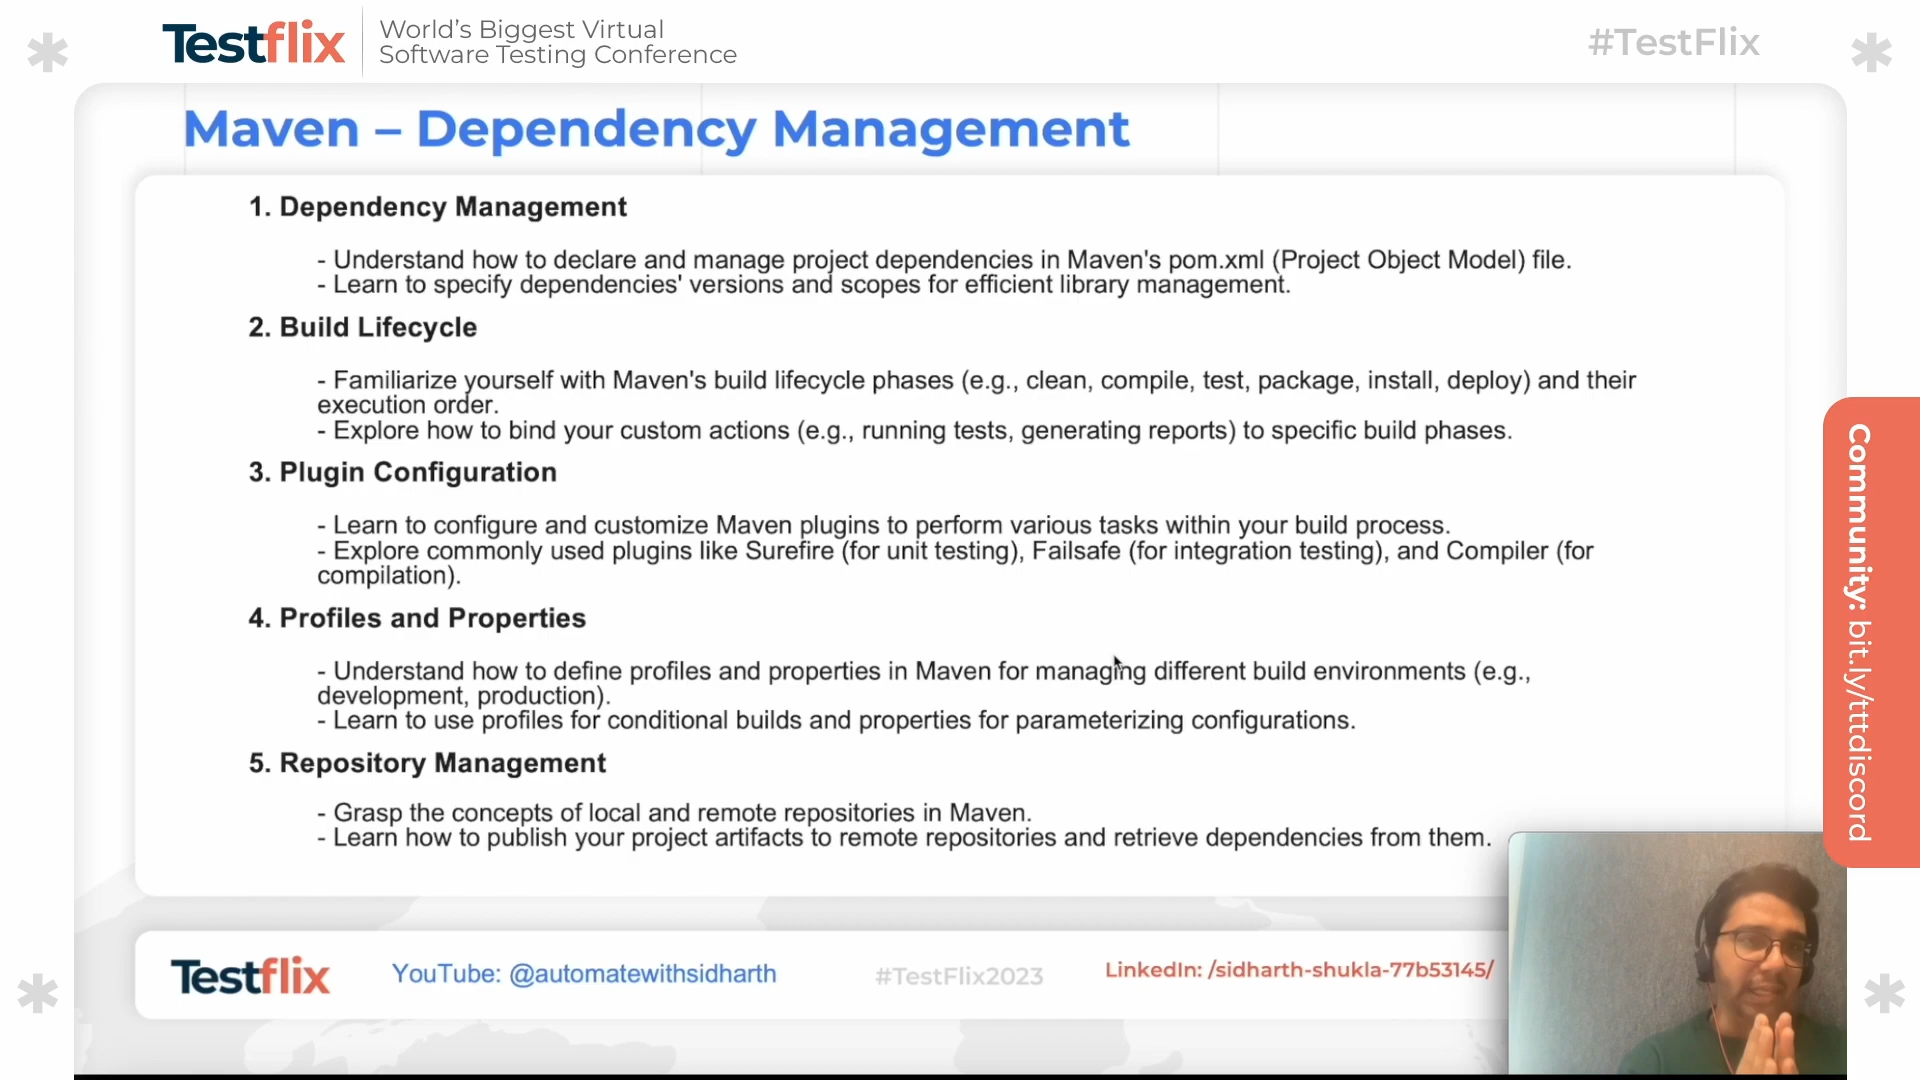 Testflix
World's Biggest Virtual
Software Testing Conference
#TestFlix
Maven – Dependency Management
1. Dependency Management
- Understand how to declare and manage project dependencies in Maven's pom.xml (Project Object Model) file.
- Learn to specify dependencies' versions and scopes for efficient library management.
2. Build Lifecycle
- Familiarize yourself with Maven's build lifecycle phases (e.g., clean, compile, test, package, install, deploy) and their
execution order.
- Explore how to bind your custom actions (e.g., running tests, generating reports) to specific build phases.
3. Plugin Configuration
- Learn to configure and customize Maven plugins to perform various tasks within your build process.
- Explore commonly used plugins like Surefire (for unit testing), Failsafe (for integration testing), and Compiler (for
compilation).
4. Profiles and Properties
- Understand how to define profiles and properties in Maven for managing different build environments (e.g.,
development, production).
- Learn to use profiles for conditional builds and properties for parameterizing configurations.
5. Repository Management
- Grasp the concepts of local and remote repositories in Maven.
- Learn how to publish your project artifacts to remote repositories and retrieve dependencies from them.
Community: bit.ly/tttdiscord
Testflix
YouTube: @automatewithsidharth
#TestFlix2023
LinkedIn: /sidharth-shukla-77b53145/